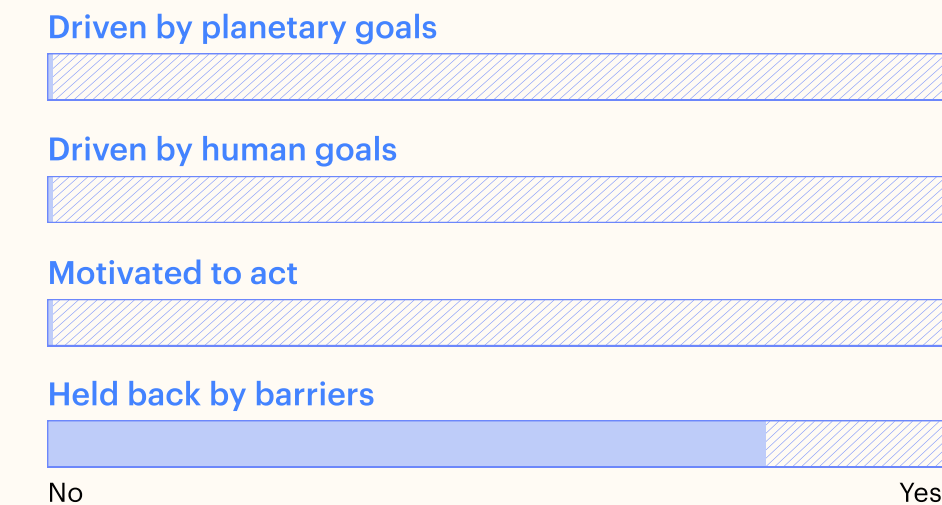 Driven by planetary goals
Driven by human goals
Motivated to act
Held back by barriers
No Yes